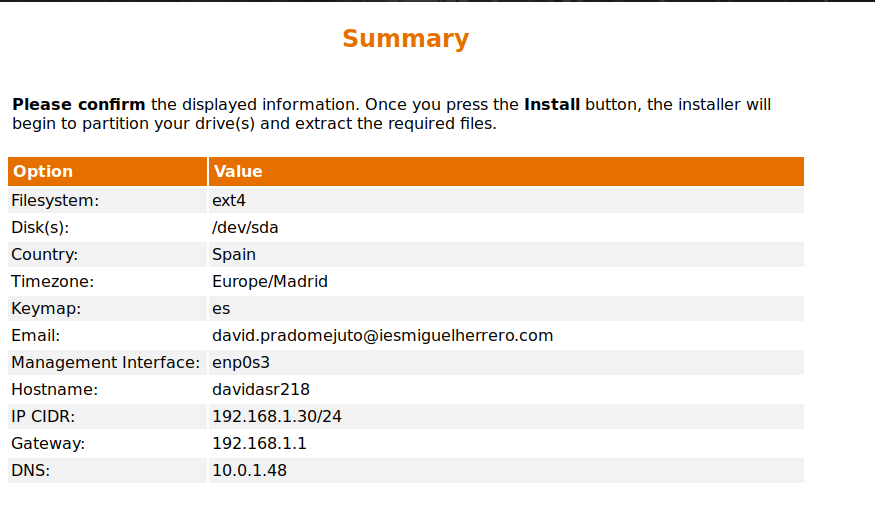 Summary
Please confirm the displayed information. Once you press the Install button, the installer will
begin to partition your drive(s) and extract the required files.
Option Value
Filesystem: ext4
Disk(s): /dev/sda
Country: Spain
Timezone: Europe/Madrid
Keymap: es
Email: david.pradomejuto@iesmiguelherrero.com
Management Interface: enp0s3
Hostname: davidasr218
IP CIDR: 192.168.1.30/24
Gateway: 192.168.1.1
DNS: 10.0.1.48